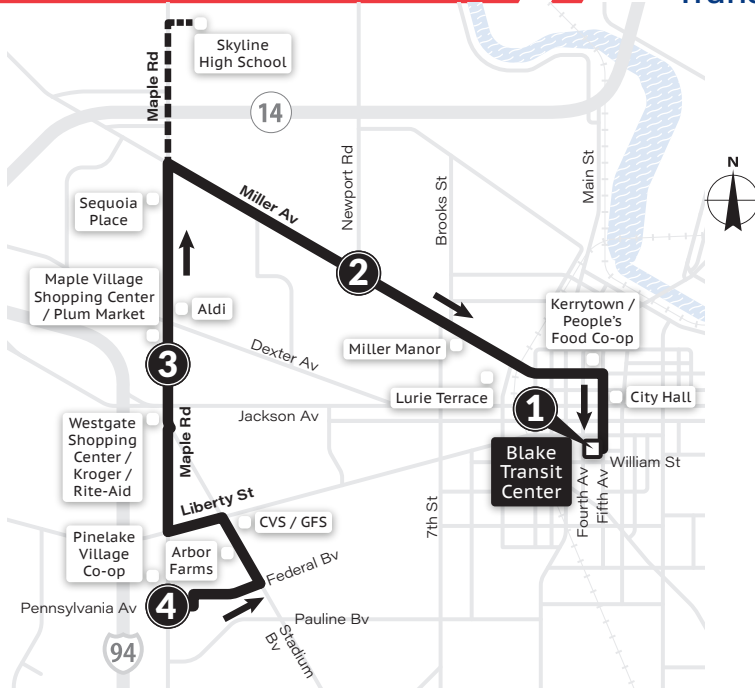 Skyline
High School
Maple Rd
14
Newport Rd
Brooks St
Main St
N
Sequoia
Place
Miller Av
2
Maple Village
Shopping Center
/ Plum Market
Aldi
Kerrytown /
People's
Food Co-op
Dexter Av
Miller Manor
3
Lurie Terrace
1
City Hall
Jackson Av
Westgate
Shopping
Center /
Kroger /
Rite-Aid
Maple Rd
Blake
Transit
Center
William St
Fourth Av
Fifth Av
Liberty St
7th St
CVS / GFS
Pinelake
Village
Co-op
Arbor
Farms
Federal Bv
Pennsylvania Av
4
Pauline Bv
Stadium
Bv
94